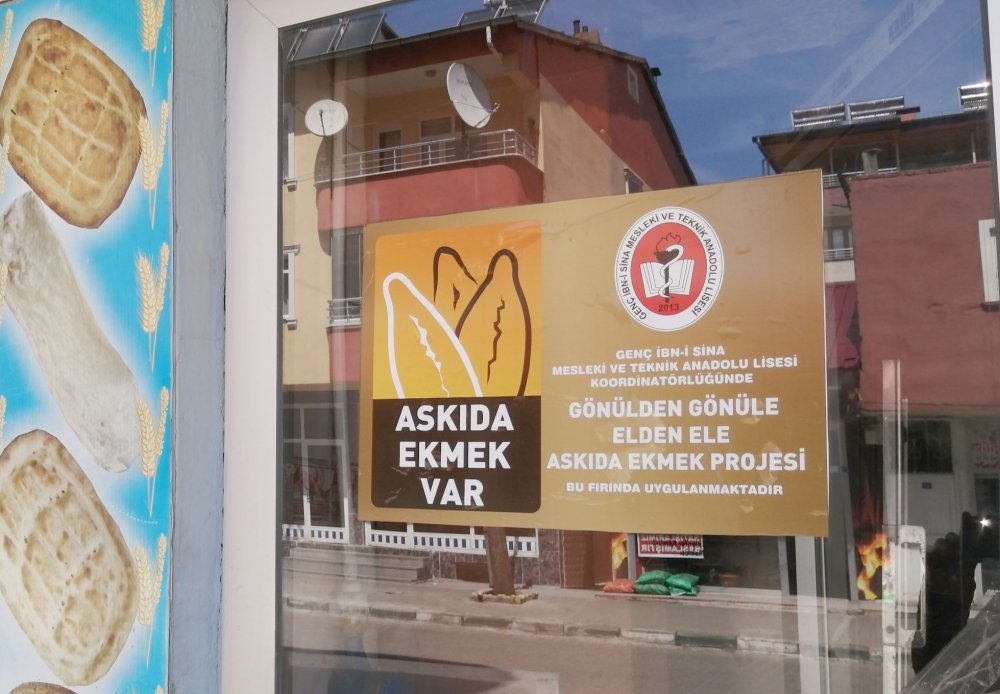 ASKIDA
EKMEK
VAR
GENÇ İBN-İ SİNA MESLEKİ VE TEKNİK ANADOLU LİSESİ
2013
GENÇ İBN-İ SİNA
MESLEKİ VE TEKNİK ANADOLU LİSESİ
KOORDİNATÖRLÜĞÜNDE
GÖNÜLDEN GÖNÜLE
ELDEN ELE
ASKIDA EKMEK PROJESİ
BU FIRINDA UYGULANMAKTADIR